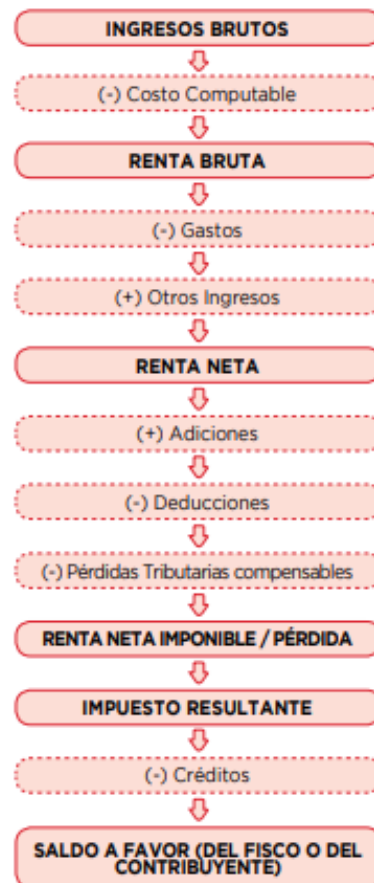 INGRESOS BRUTOS
(-) Costo Computable
RENTA BRUTA
(-) Gastos
(+) Otros Ingresos
RENTA NETA
(+) Adiciones
(-) Deducciones
(-) Pérdidas Tributarias compensables
RENTA NETA IMPONIBLE / PÉRDIDA
IMPUESTO RESULTANTE
(-) Créditos
SALDO A FAVOR (DEL FISCO O DEL
CONTRIBUYENTE)